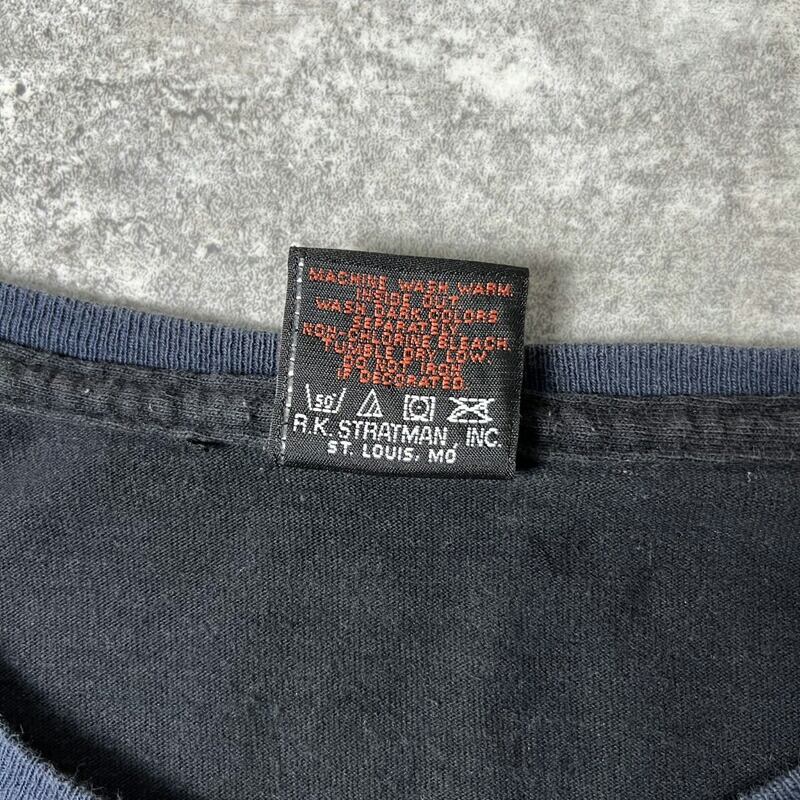 MACHINE WASH WARM.
INSIDE OUT
WASH DARK COLORS
SEPARATELY
NON-CHLORINE BLEACH.
TUMBLE DRY LOW
DO NOT IRON
IF DECORATED.
50°
R.K. STRATMAN, INC.
ST. LOUIS, MO